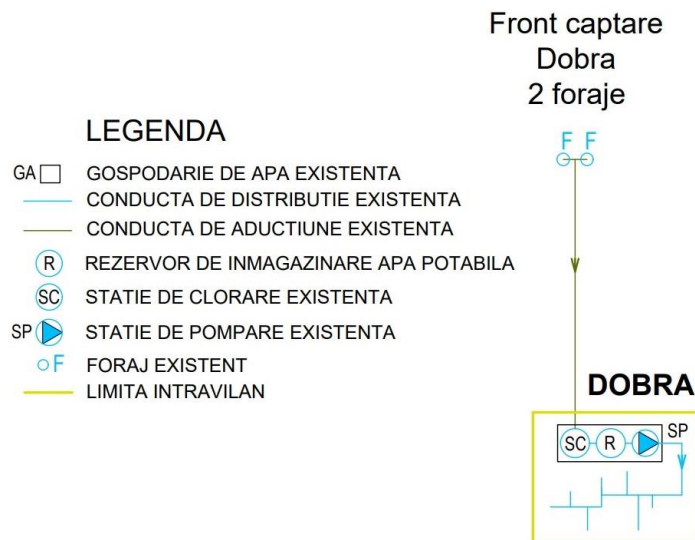 Front captare
Dobra
2 foraje
F F
LEGENDA
GA GOSPODARIE DE APA EXISTENTA
CONDUCTA DE DISTRIBUTIE EXISTENTA
CONDUCTA DE ADUCTIUNE EXISTENTA
R REZERVOR DE INMAGAZINARE APA POTABILA
SC STATIE DE CLORARE EXISTENTA
SP STATIE DE POMPARE EXISTENTA
F FORAJ EXISTENT
LIMITA INTRAVILAN
DOBRA
SC R SP